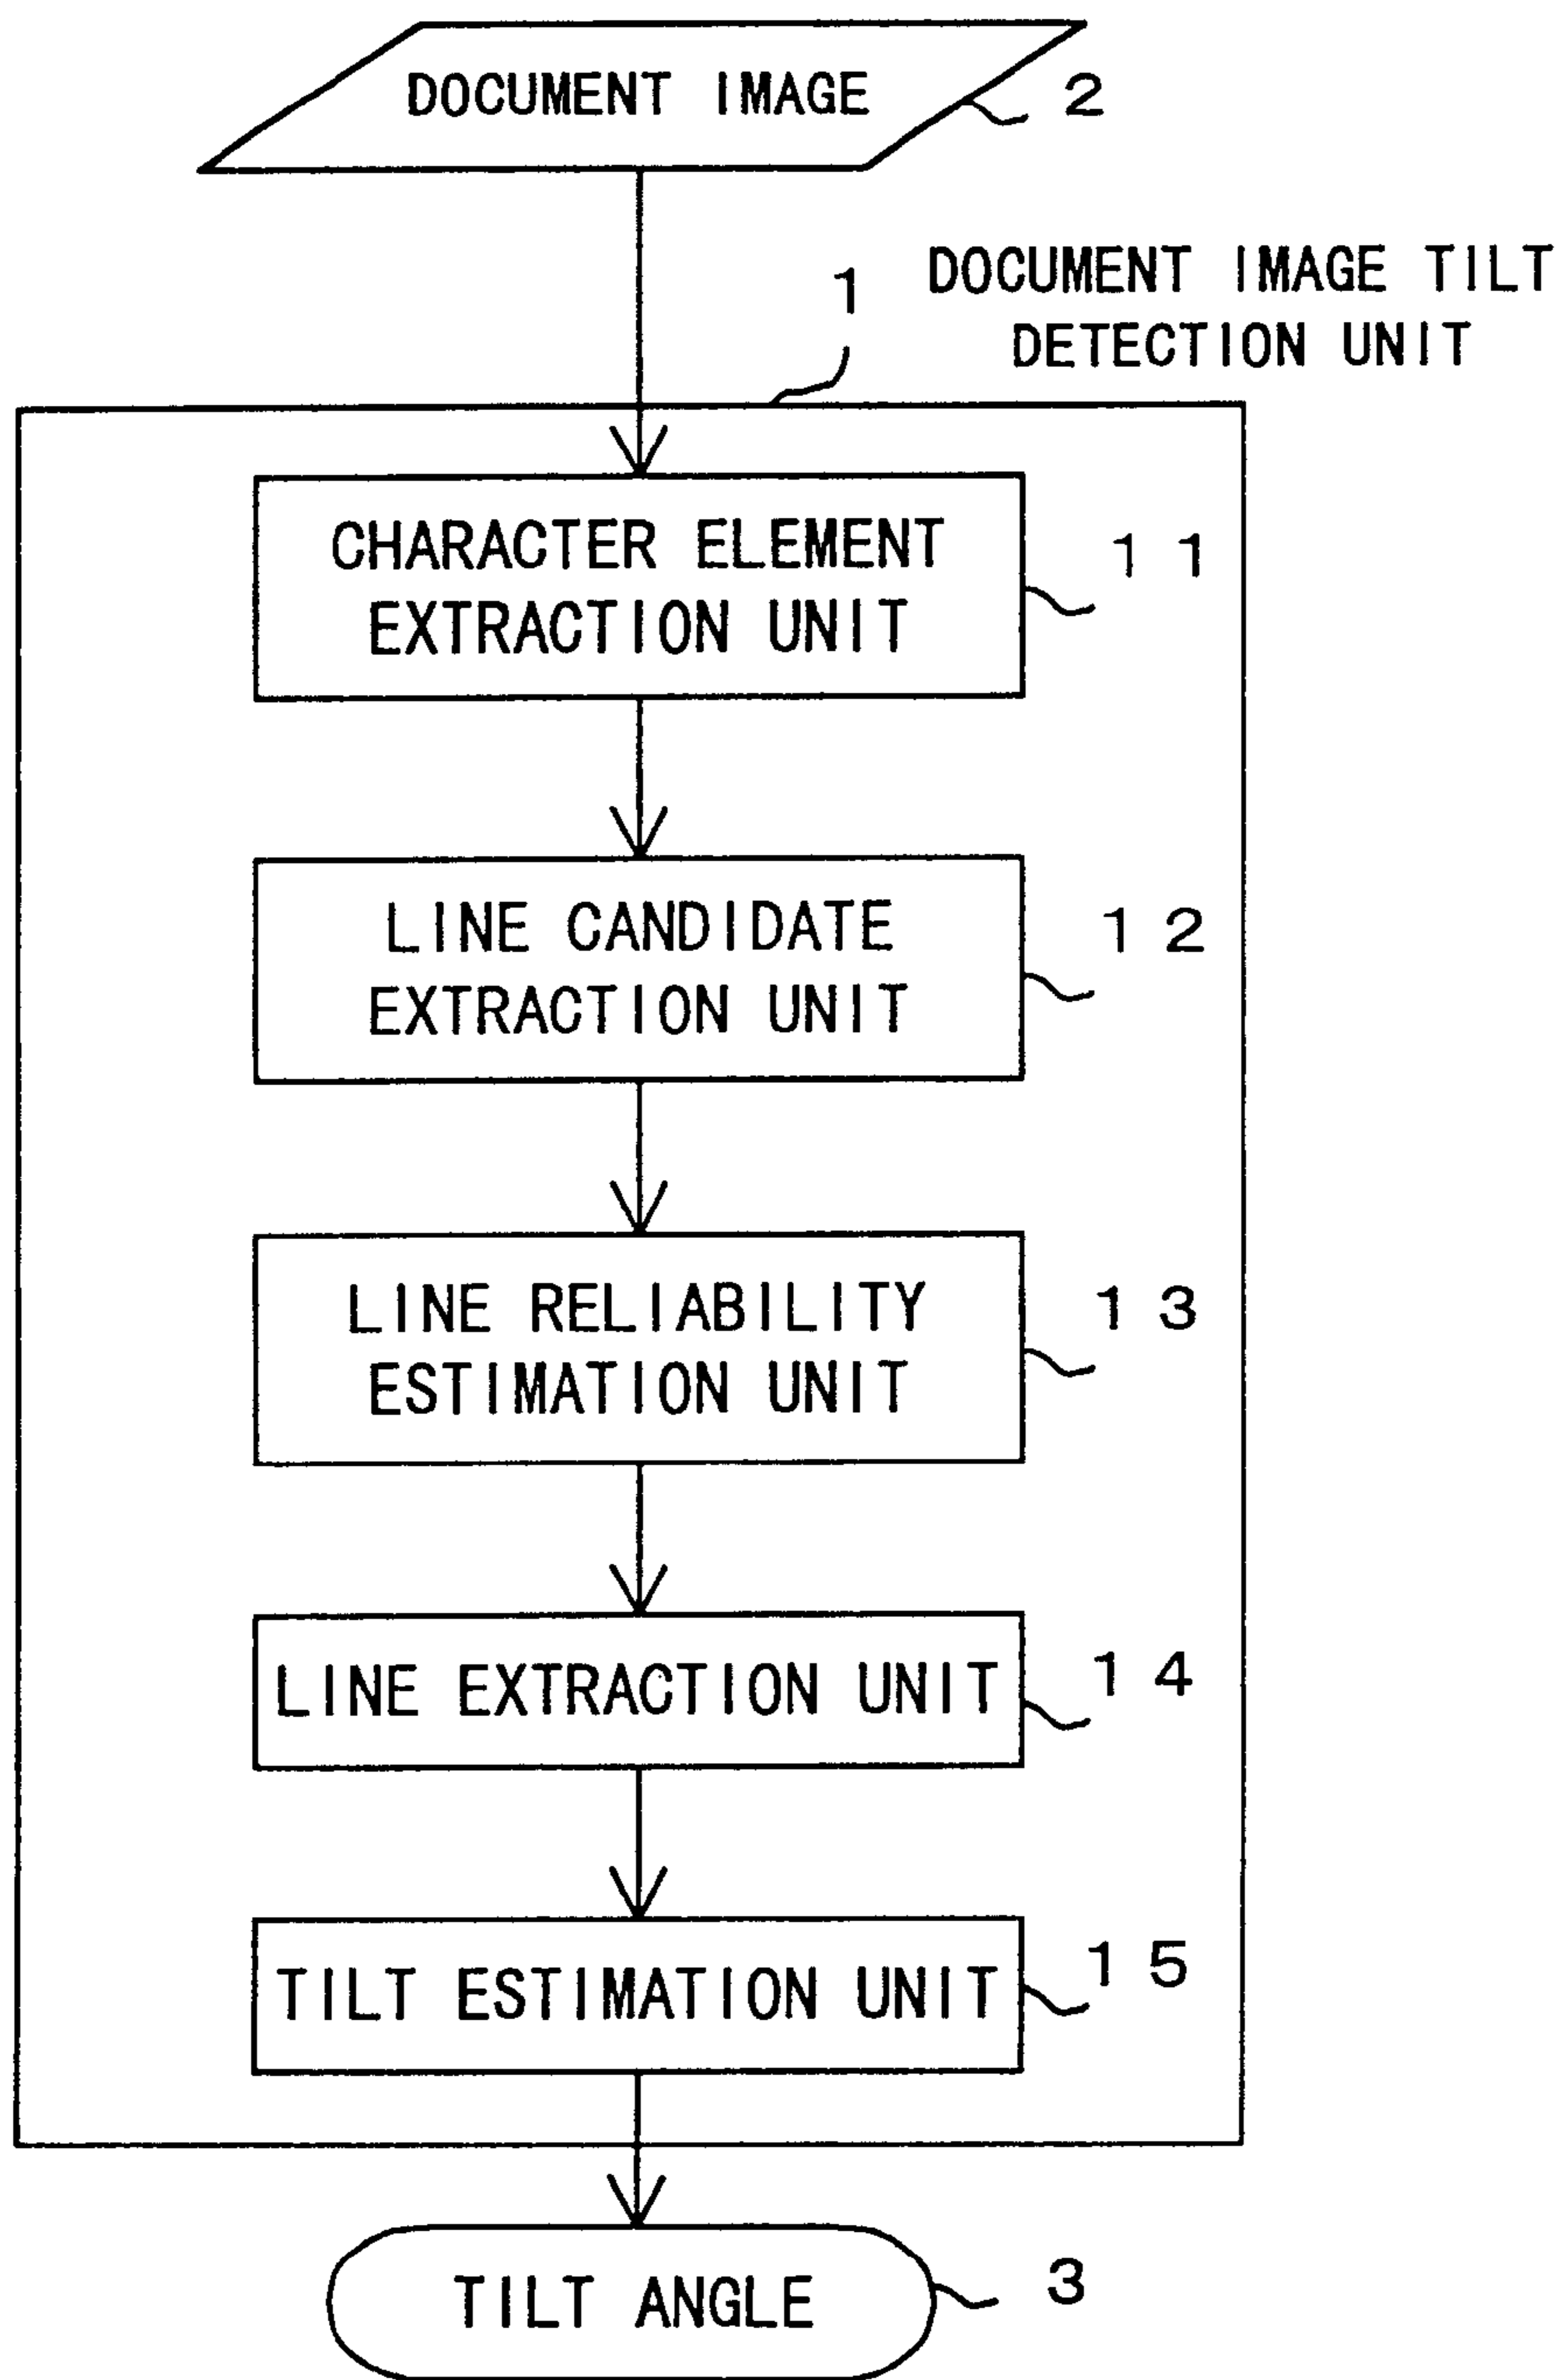 DOCUMENT IMAGE
2
1
DOCUMENT IMAGE TILT
DETECTION UNIT
CHARACTER ELEMENT
EXTRACTION UNIT
11
LINE CANDIDATE
EXTRACTION UNIT
12
LINE RELIABILITY
ESTIMATION UNIT
13
LINE EXTRACTION UNIT
14
TILT ESTIMATION UNIT
15
TILT ANGLE
3